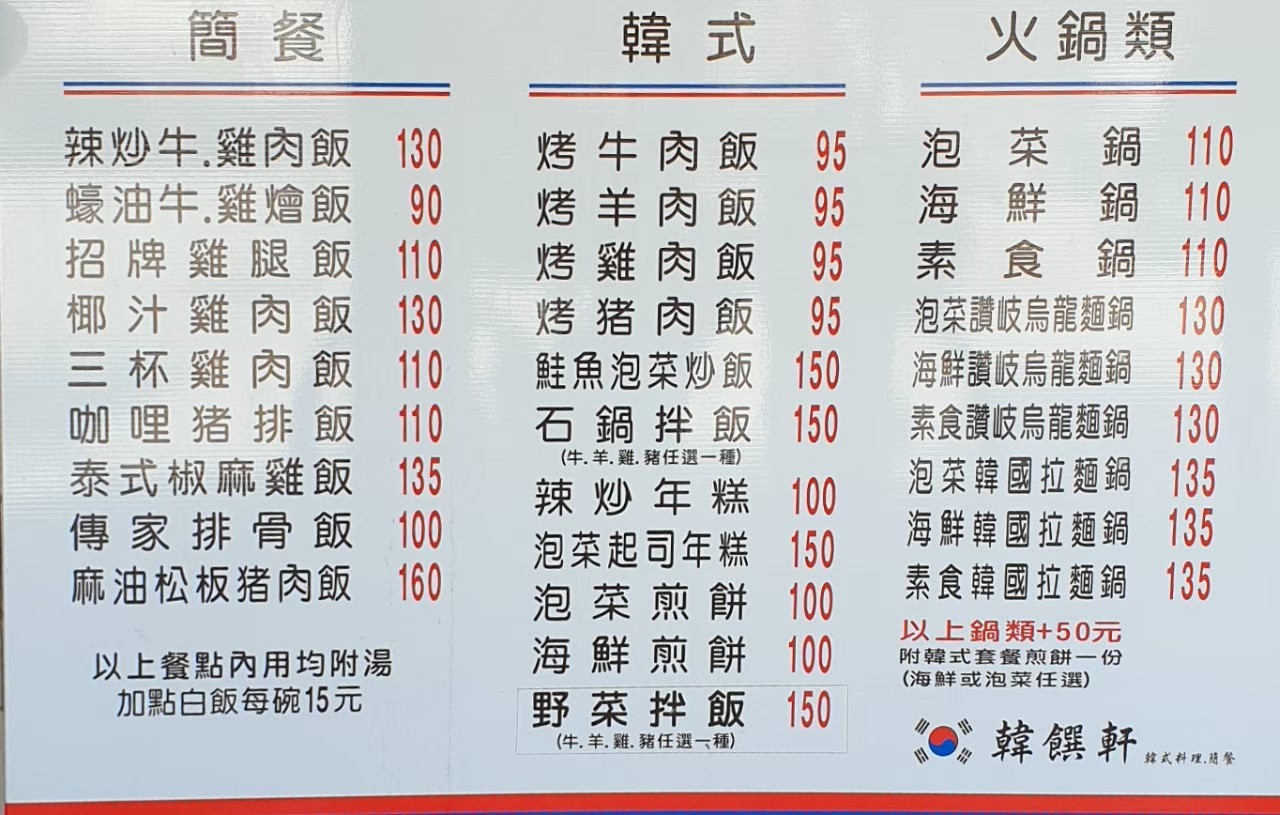 簡餐
辣炒牛.雞肉飯 130
蠔油牛.雞燴飯 90
招牌雞腿飯 110
椰汁雞肉飯 130
三杯雞肉飯 110
咖哩猪排飯 110
泰式椒麻雞飯 135
傳家排骨飯 100
麻油松板猪肉飯 160
以上餐點內用均附湯
加點白飯每碗15元
韓式
烤牛肉飯 95
烤羊肉飯 95
烤雞肉飯 95
烤猪肉飯 95
鮭魚泡菜炒飯 150
石鍋拌飯 150
(牛.羊.雞.豬任選一種)
辣炒年糕 100
泡菜起司年糕 150
泡菜煎餅 100
海鮮煎餅 100
野菜拌飯 150
(牛.羊.雞.豬任選一種)
火鍋類
泡菜鍋 110
海鮮鍋 110
素食鍋 110
泡菜讚岐烏龍麵鍋 130
海鮮讚岐烏龍麵鍋 130
素食讚岐烏龍麵鍋 130
泡菜韓國拉麵鍋 135
海鮮韓國拉麵鍋 135
素食韓國拉麵鍋 135
以上鍋類+50元
附韓式套餐煎餅一份
(海鮮或泡菜任選)
韓饌軒 韓式料理.簡餐